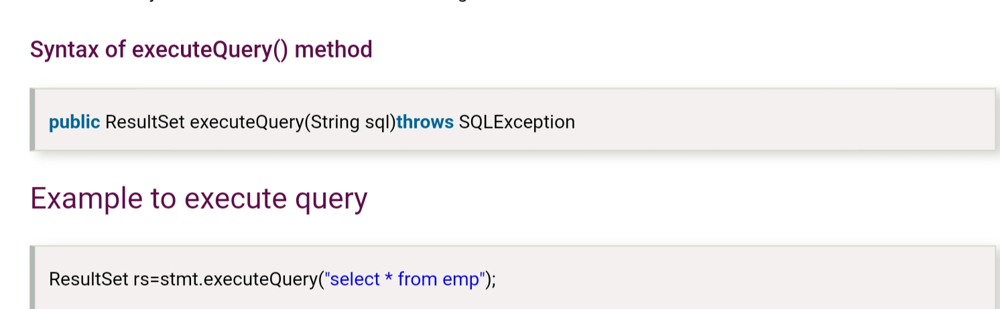 Syntax of executeQuery() method
public ResultSet executeQuery(String sql)throws SQLException
Example to execute query
ResultSet rs=stmt.executeQuery("select * from emp");